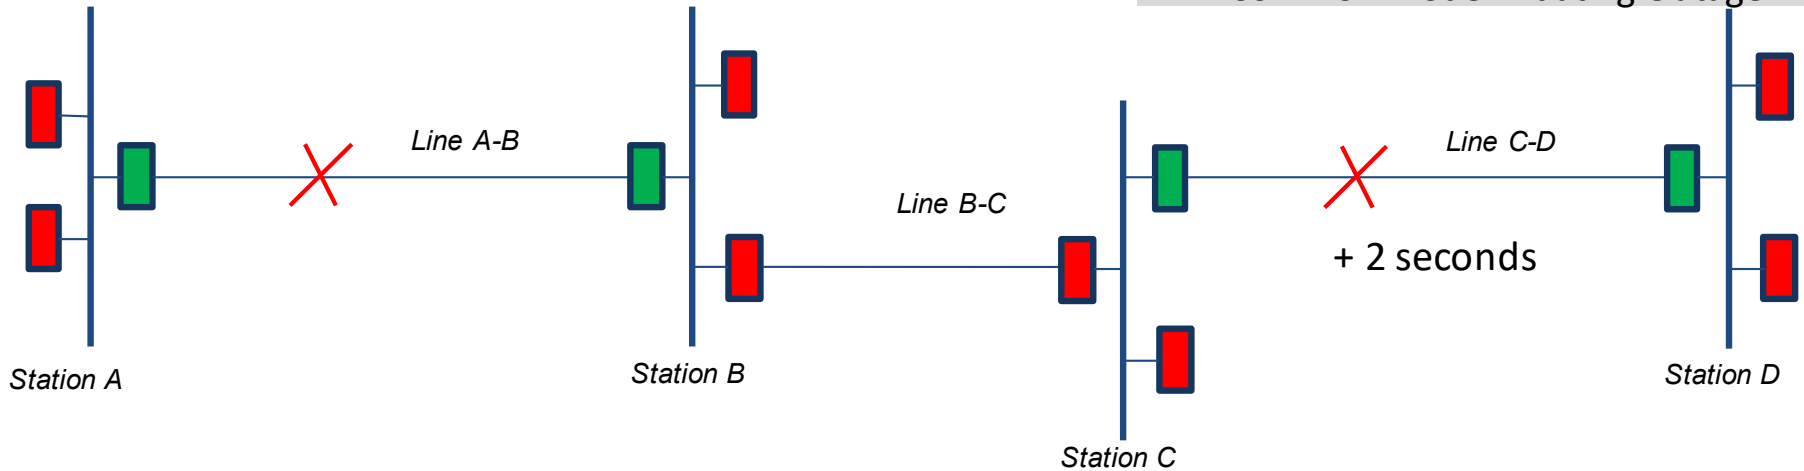 Line A-B
Line C-D
Line B-C
+ 2 seconds
Station A
Station B
Station D
Station C